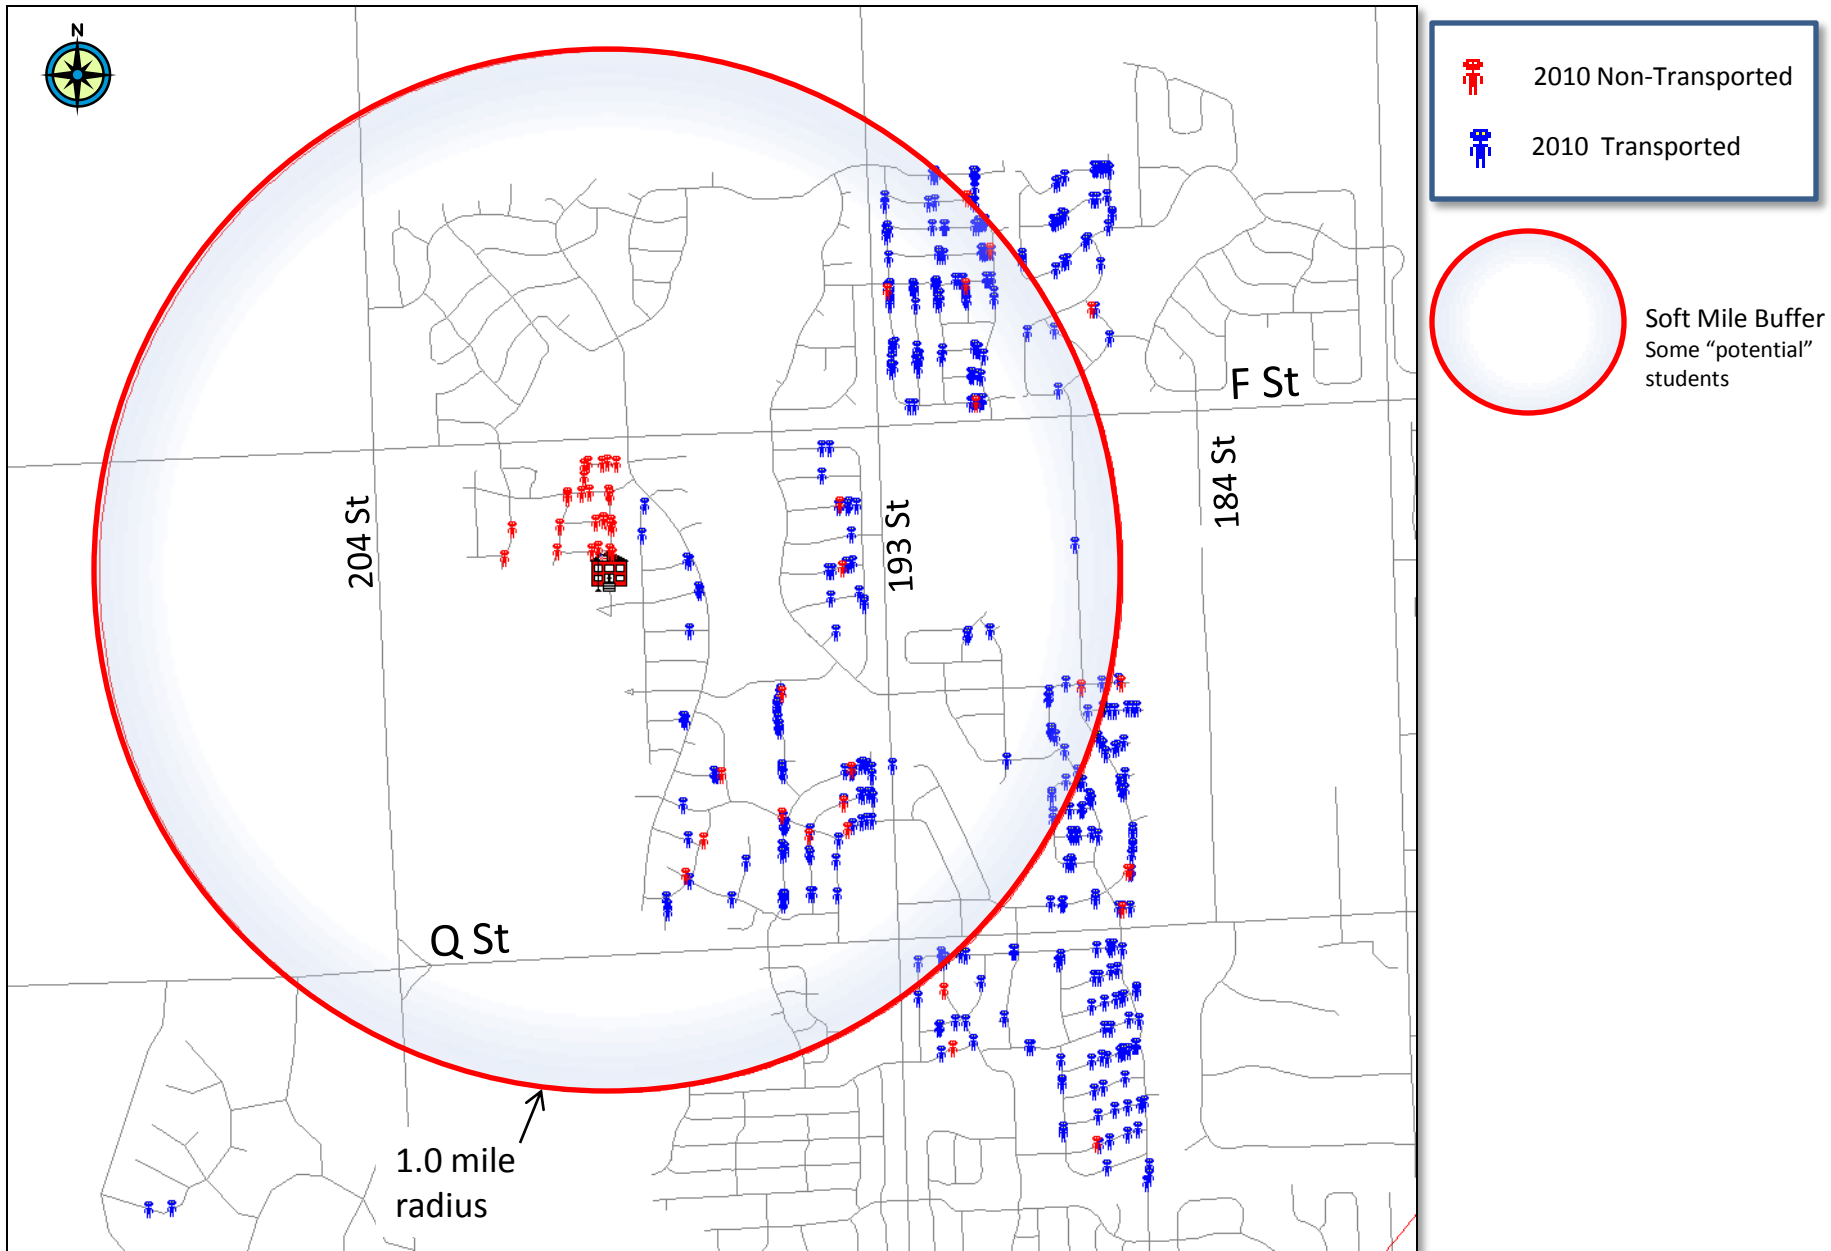 N
2010 Non-Transported
2010 Transported
Soft Mile Buffer
Some “potential”
students
F St
204 St
193 St
184 St
Q St
1.0 mile
radius